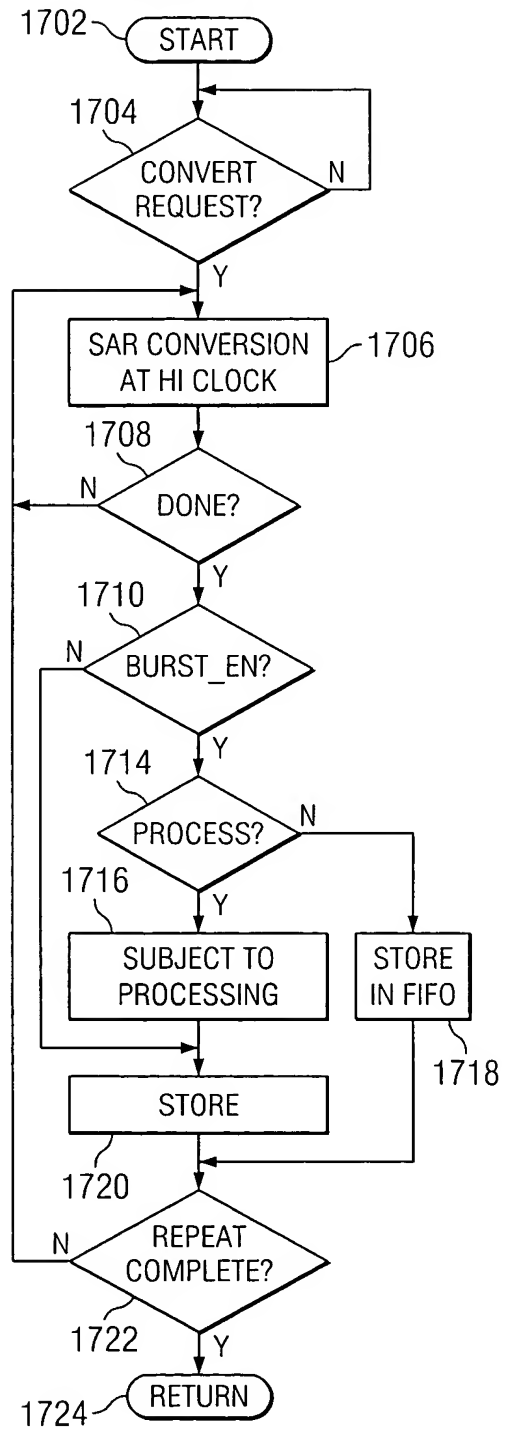 1702
START
1704
CONVERT
REQUEST?
N
Y
SAR CONVERSION
AT HI CLOCK
1706
1708
N
DONE?
Y
1710
N
BURST_EN?
Y
1714
PROCESS?
N
Y
1716
SUBJECT TO
PROCESSING
STORE
IN FIFO
1718
STORE
1720
N
REPEAT
COMPLETE?
1722
Y
RETURN
1724